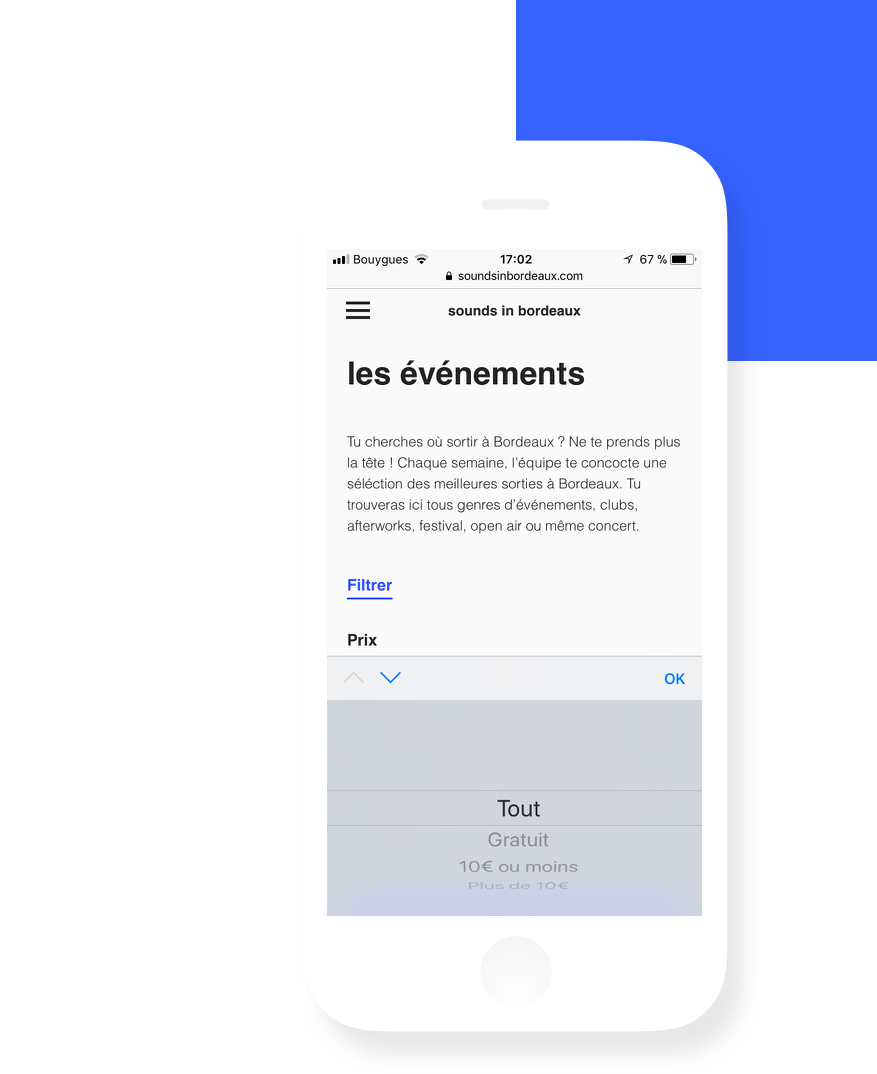 Bouygues 17:02 67 %
soundsinbordeaux.com
sounds in bordeaux
les événements
Tu cherches où sortir à Bordeaux ? Ne te prends plus
la tête ! Chaque semaine, l'équipe te concocte une
séléction des meilleures sorties à Bordeaux. Tu
trouveras ici tous genres d'événements, clubs,
afterworks, festival, open air ou même concert.
Filtrer
Prix
OK
Tout
Gratuit
10€ ou moins
Plus de 10€